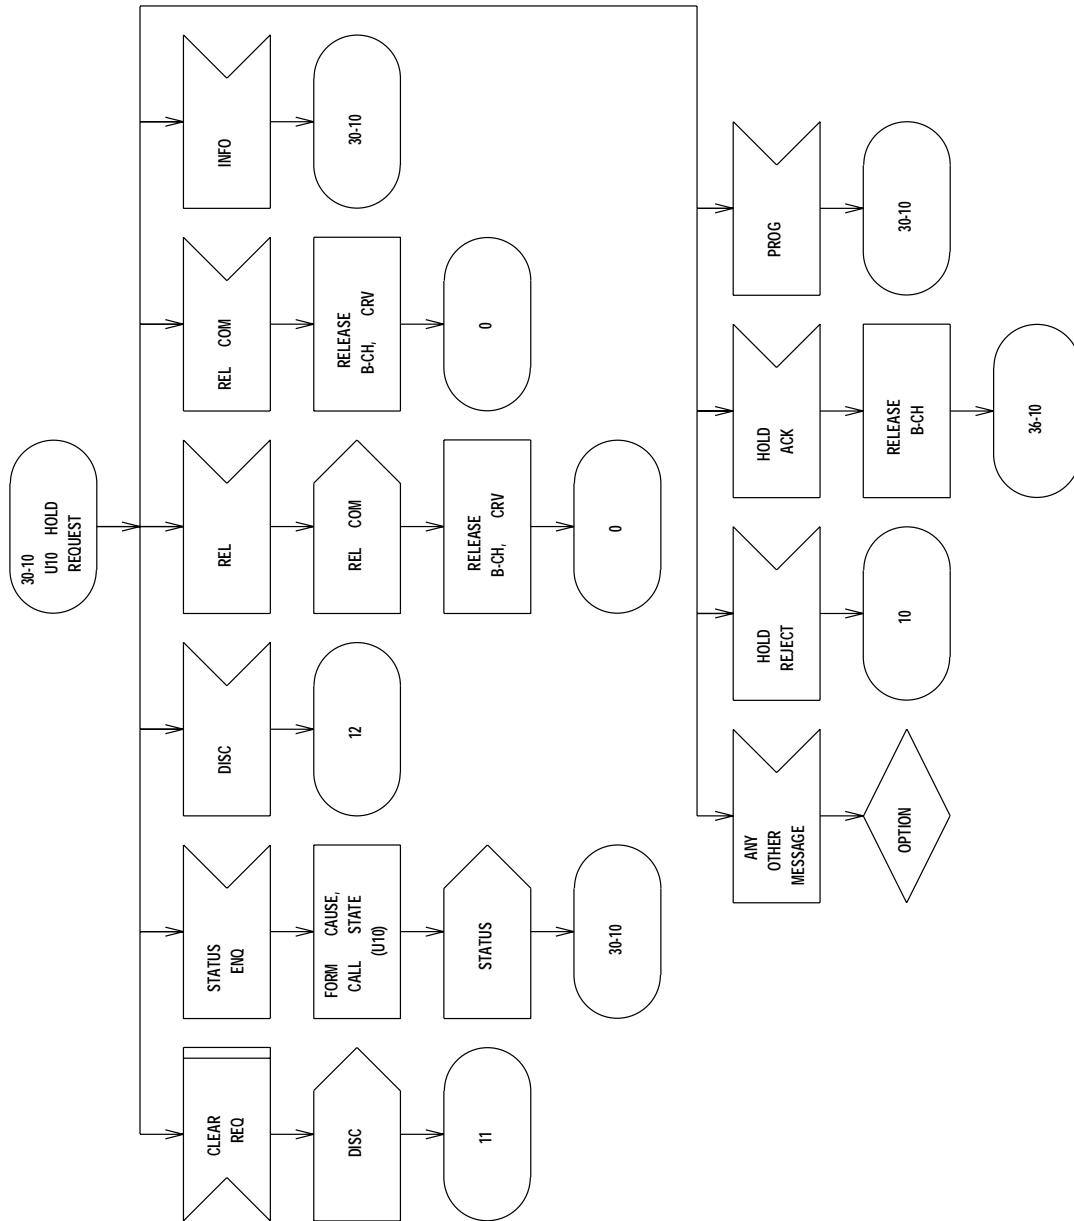 30-10
U10 HOLD
REQUEST
CLEAR
REQ
DISC
11
STATUS
ENQ
FORM CAUSE,
CALL STATE
(U10)
STATUS
30-10
DISC
12
REL
REL COM
RELEASE
B-CH, CRV
0
REL COM
RELEASE
B-CH, CRV
0
INFO
30-10
ANY
OTHER
MESSAGE
OPTION
HOLD
REJECT
10
HOLD
ACK
RELEASE
B-CH
36-10
PROG
30-10